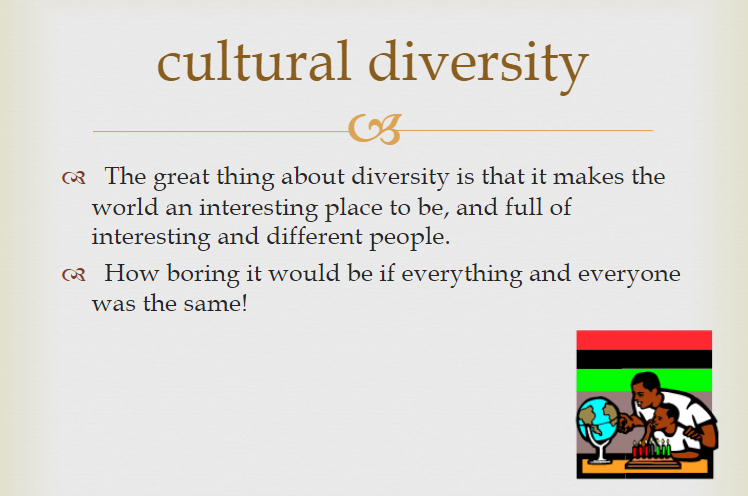 cultural diversity
The great thing about diversity is that it makes the
world an interesting place to be, and full of
interesting and different people.
How boring it would be if everything and everyone
was the same!